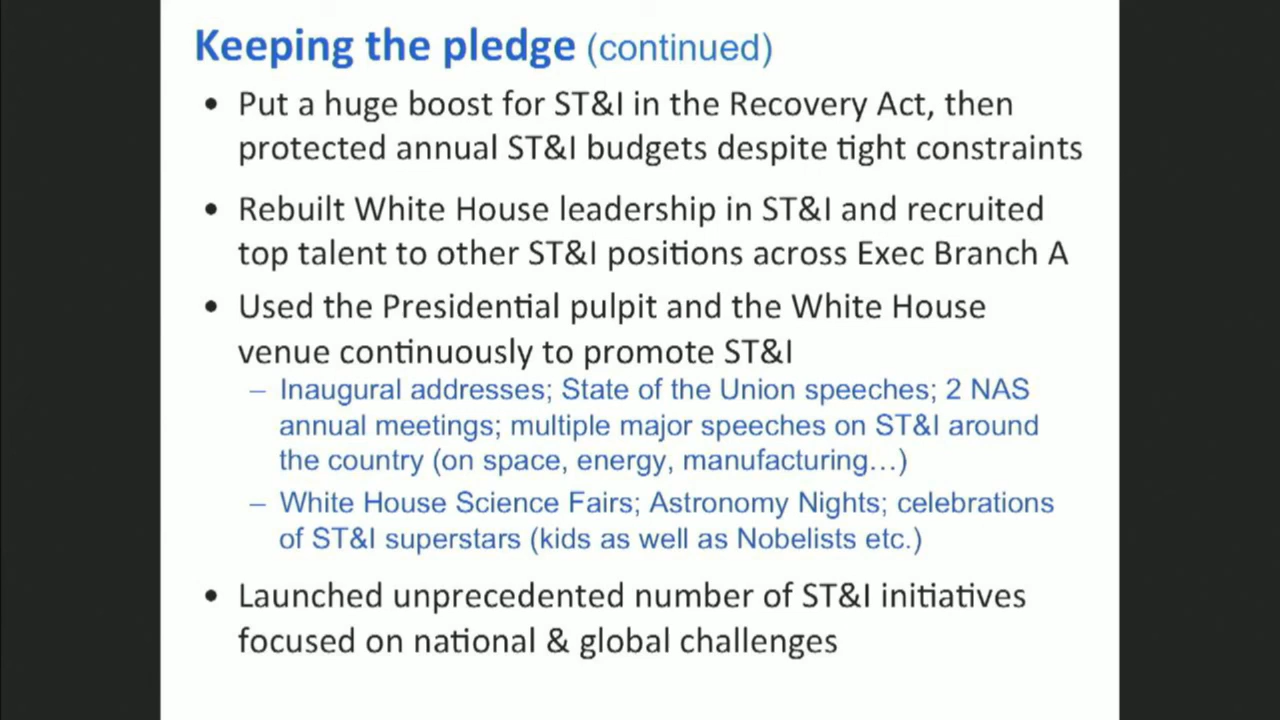 Keeping the pledge (continued)
• Put a huge boost for ST&I in the Recovery Act, then
protected annual ST&I budgets despite tight constraints
• Rebuilt White House leadership in ST&I and recruited
top talent to other ST&I positions across Exec Branch A
• Used the Presidential pulpit and the White House
venue continuously to promote ST&I
– Inaugural addresses; State of the Union speeches; 2 NAS
annual meetings; multiple major speeches on ST&I around
the country (on space, energy, manufacturing…)
– White House Science Fairs; Astronomy Nights; celebrations
of ST&I superstars (kids as well as Nobelists etc.)
• Launched unprecedented number of ST&I initiatives
focused on national & global challenges